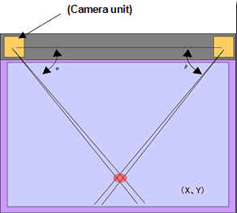 (Camera unit)
α
β
(X、Y)